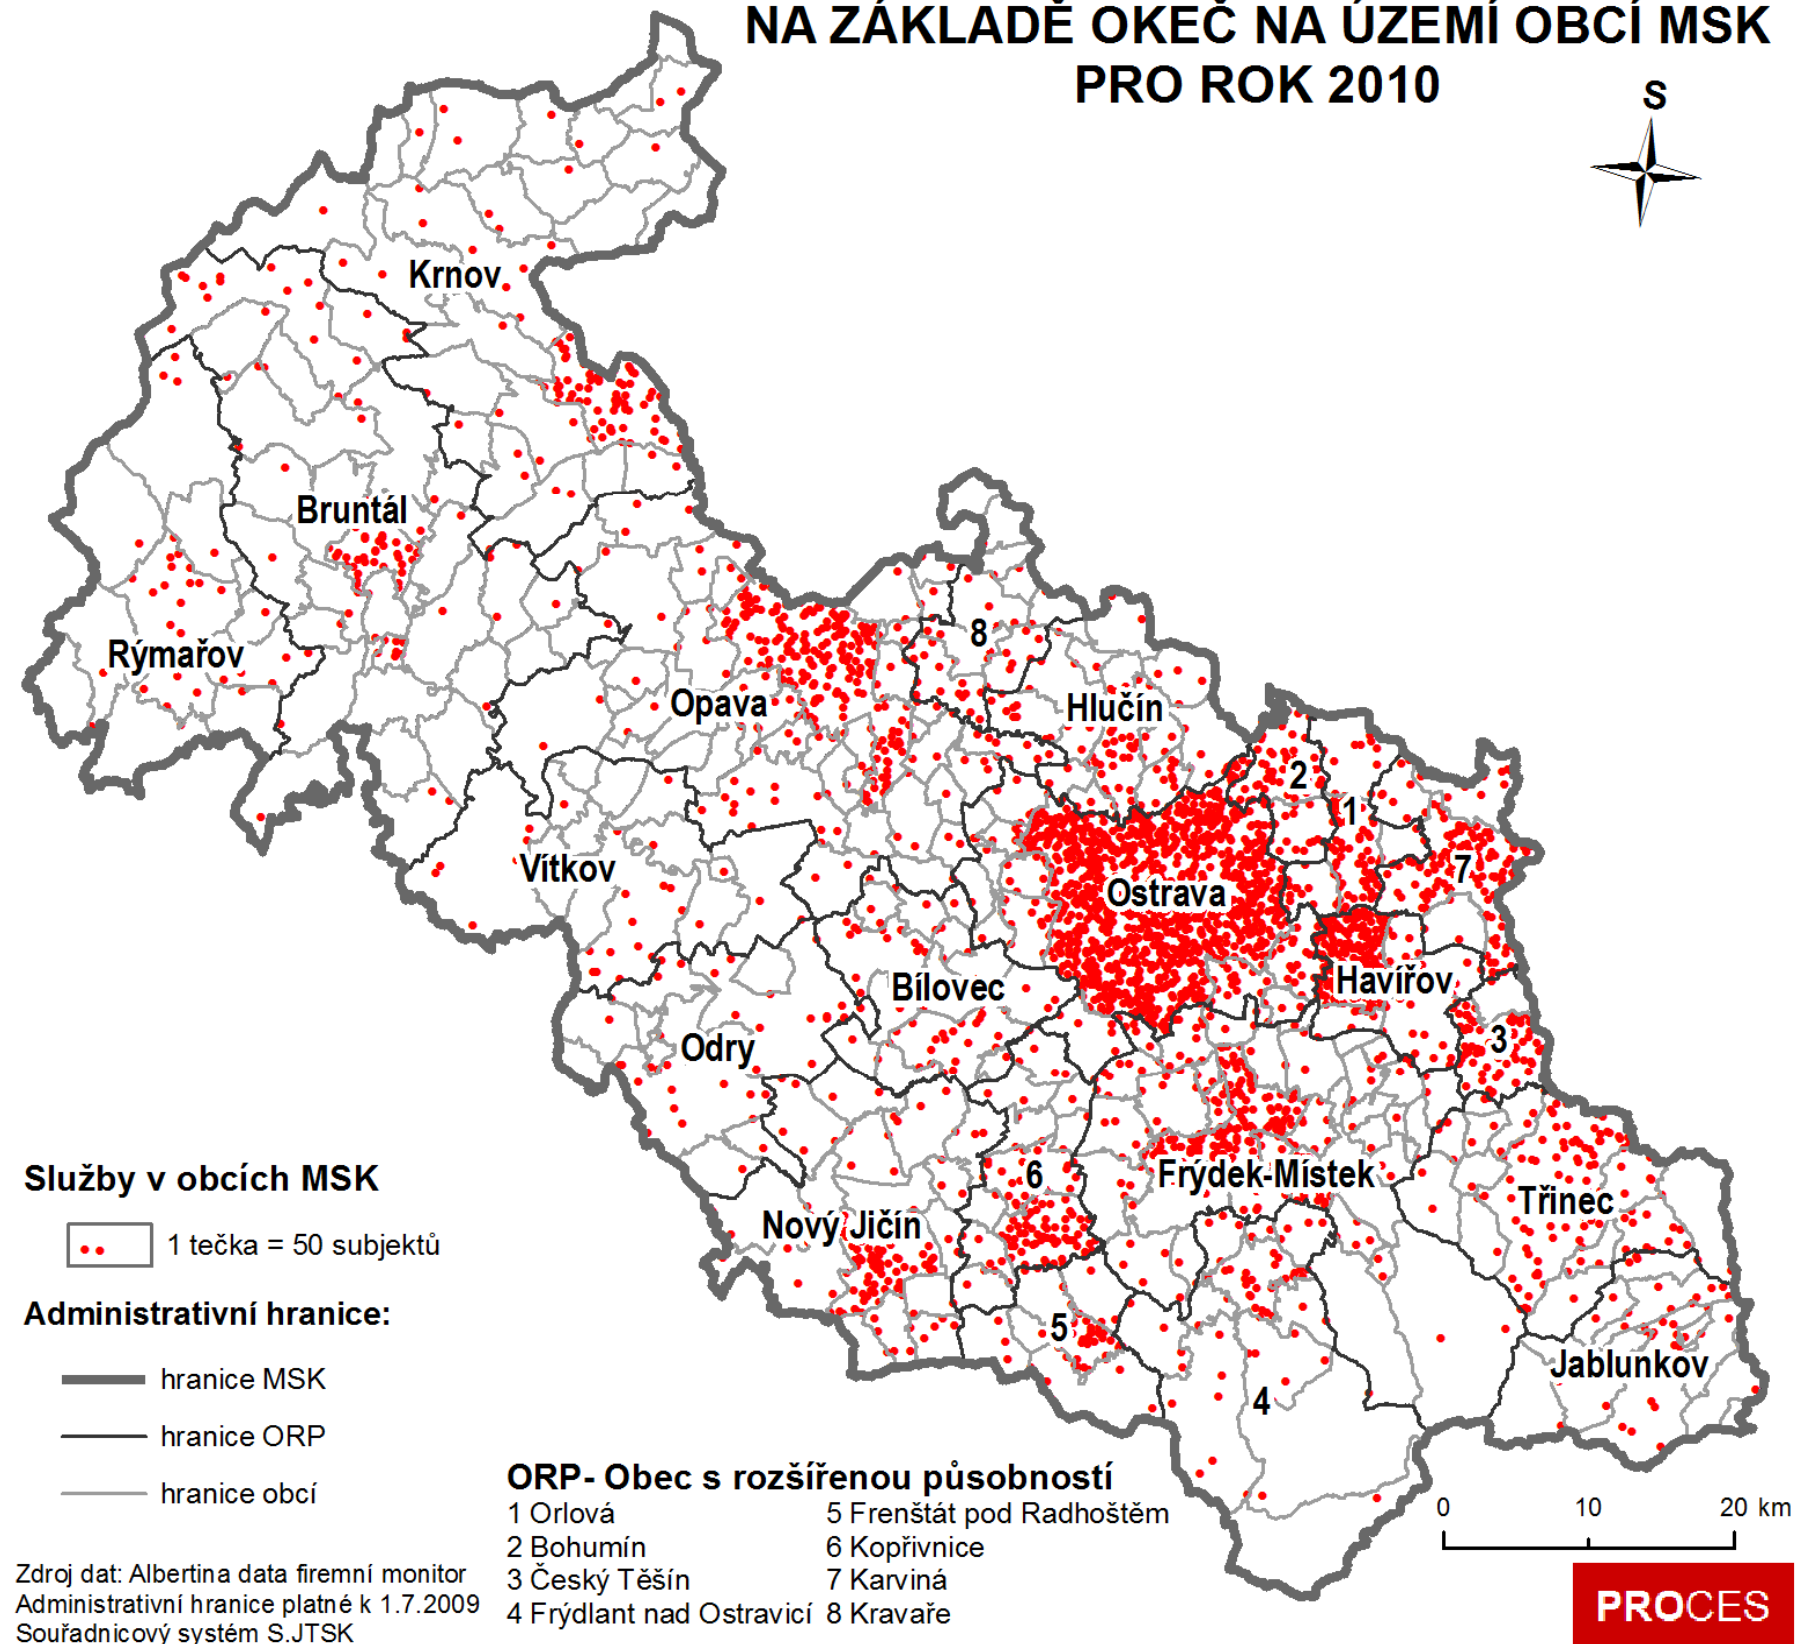 NA ZÁKLADĚ OKEČ NA ÚZEMÍ OBCÍ MSK
PRO ROK 2010
S
Krnov
Bruntál
Rýmařov
8
Opava
Hlučín
2
1
Vítkov
7
Ostrava
Havířov
Bílovec
3
Odry
6
Frýdek-Místek
Třinec
Nový Jičín
5
Jablunkov
4
Služby v obcích MSK
1 tečka = 50 subjektů
Administrativní hranice:
hranice MSK
hranice ORP
hranice obcí
ORP- Obec s rozšířenou působností
1 Orlová
2 Bohumín
3 Český Těšín
4 Frýdlant nad Ostravicí
5 Frenštát pod Radhoštěm
6 Kopřivnice
7 Karviná
8 Kravaře
0 10 20 km
Zdroj dat: Albertina data firemní monitor
Administrativní hranice platné k 1.7.2009
Souřadnicový systém S.JTSK
PROCES